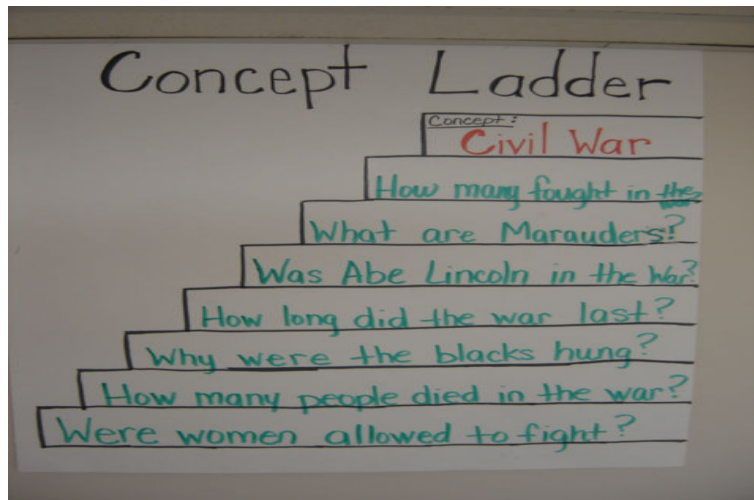 Concept Ladder
Concept:
Civil War
How many fought in the
What are Marauders?
Was Abe Lincoln in the War?
How long did the war last?
Why were the blacks hung?
How many people died in the war?
Were women allowed to fight?